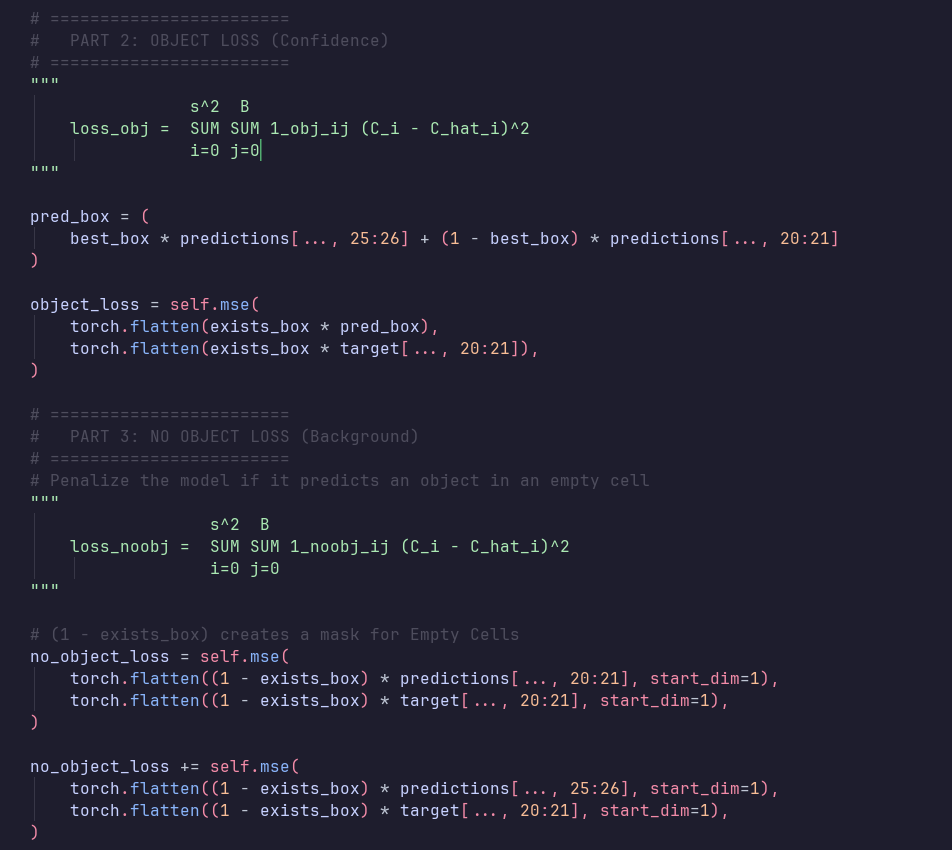 # ========================
#   PART 2: OBJECT LOSS (Confidence)
# ========================
"""
                s^2  B
    loss_obj =  SUM SUM 1_obj_ij (C_i - C_hat_i)^2
                i=0 j=0
"""

pred_box = (
    best_box * predictions[..., 25:26] + (1 - best_box) * predictions[..., 20:21]
)

object_loss = self.mse(
    torch.flatten(exists_box * pred_box),
    torch.flatten(exists_box * target[..., 20:21]),
)

# ========================
#   PART 3: NO OBJECT LOSS (Background)
# ========================
# Penalize the model if it predicts an object in an empty cell
"""
                  s^2  B
    loss_noobj =  SUM SUM 1_noobj_ij (C_i - C_hat_i)^2
                  i=0 j=0
"""

# (1 - exists_box) creates a mask for Empty Cells
no_object_loss = self.mse(
    torch.flatten((1 - exists_box) * predictions[..., 20:21], start_dim=1),
    torch.flatten((1 - exists_box) * target[..., 20:21], start_dim=1),
)

no_object_loss += self.mse(
    torch.flatten((1 - exists_box) * predictions[..., 25:26], start_dim=1),
    torch.flatten((1 - exists_box) * target[..., 20:21], start_dim=1),
)